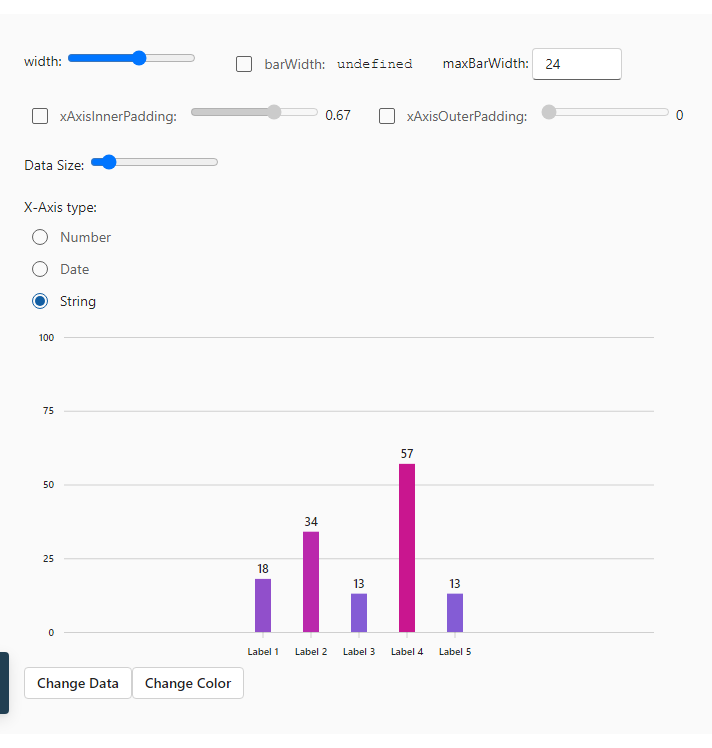 width: barWidth: undefined maxBarWidth: 24
xAxisInnerPadding: 0.67 xAxisOuterPadding: 0
Data Size:
X-Axis type:
Number
Date
String
100
75
57
50
34
25
18 13 13
0
Label 1 Label 2 Label 3 Label 4 Label 5
Change Data Change Color